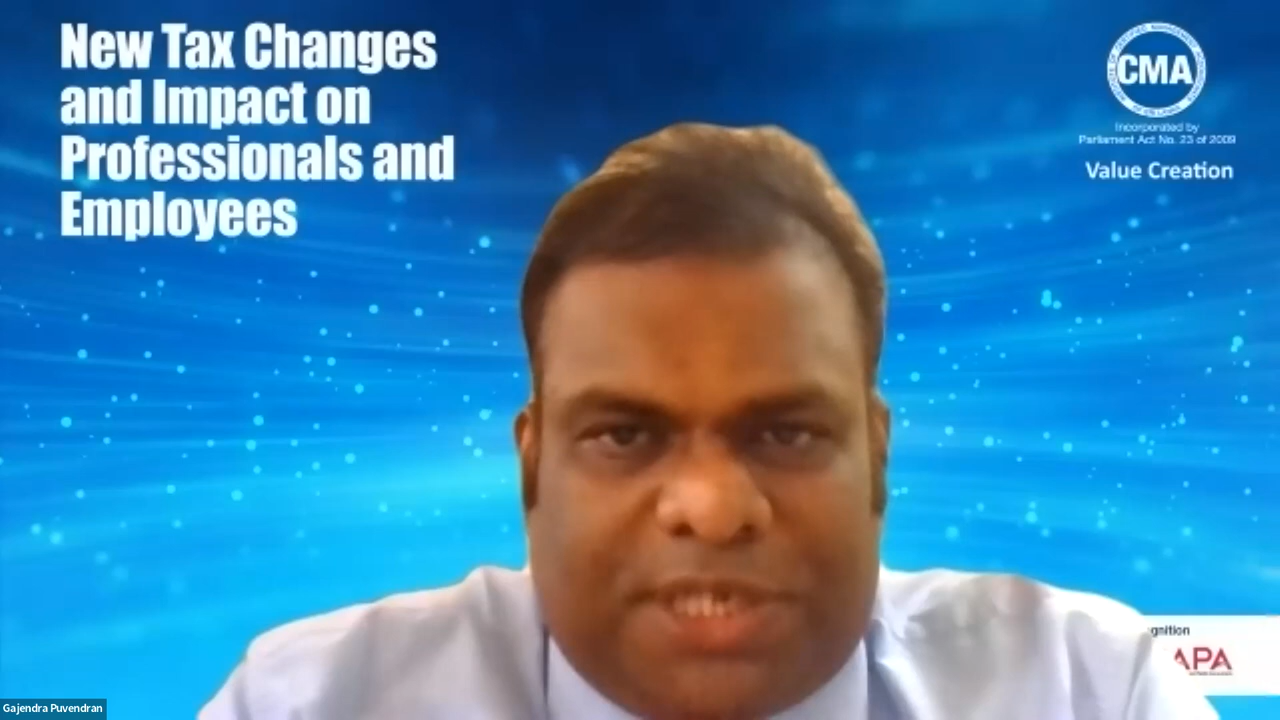 New Tax Changes
and Impact on
Professionals and
Employees
CMA
Incorporated by
Parliament Act No. 23 of 2009
Value Creation
gnition
APA
Gajendra Puvendran